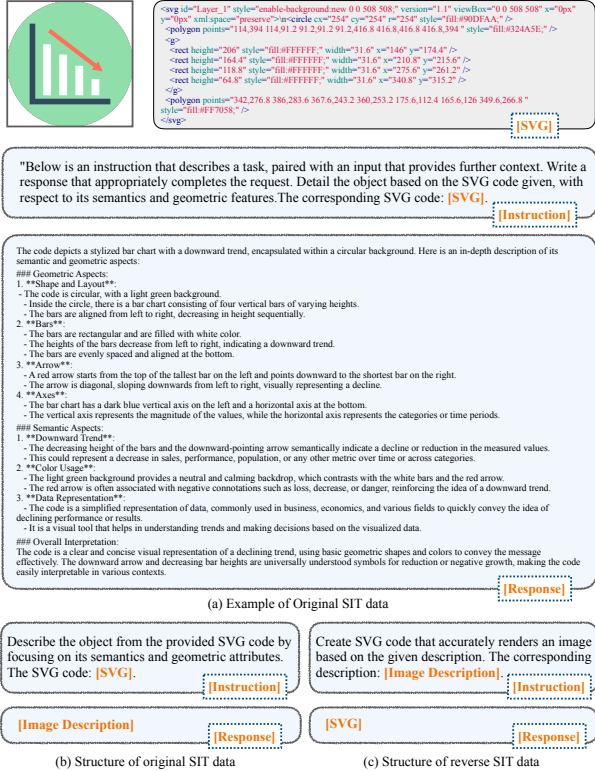 <svg id="Layer_1" style="enable-background:new 0 0 508 508;" version="1.1" viewBox="0 0 508 508" x="0px"
y="0px" xml:space="preserve">\n<circle cx="254" cy="254" r="254" style="fill:#90DFAA;" />
<polygon points="114,394 114,91.2 91.2,91.2 91.2,416.8 416.8,416.8 416.8,394 " style="fill:#324A5E;" />
<g>
<rect height="206" style="fill:#FFFFFF;" width="31.6" x="146" y="174.4" />
<rect height="164.4" style="fill:#FFFFFF;" width="31.6" x="210.8" y="215.6" />
<rect height="118.8" style="fill:#FFFFFF;" width="31.6" x="275.6" y="261.2" />
<rect height="64.8" style="fill:#FFFFFF;" width="31.6" x="340.8" y="315.2" />
</g>
<polygon points="342,276.8 386,283.6 367.6,243.2 360,253.2 175.6,112.4 165.6,126 349.6,266.8 "
style="fill:#FF7058;" />
</svg>
[SVG]
"Below is an instruction that describes a task, paired with an input that provides further context. Write a
response that appropriately completes the request. Detail the object based on the SVG code given, with
respect to its semantics and geometric features.The corresponding SVG code: [SVG].
[Instruction]
The code depicts a stylized bar chart with a downward trend, encapsulated within a circular background. Here is an in-depth description of its
semantic and geometric aspects:
### Geometric Aspects:
1. **Shape and Layout**:
- The code is circular, with a light green background.
- Inside the circle, there is a bar chart consisting of four vertical bars of varying heights.
- The bars are aligned from left to right, decreasing in height sequentially.
2. **Bars**:
- The bars are rectangular and are filled with white color.
- The heights of the bars decrease from left to right, indicating a downward trend.
- The bars are evenly spaced and aligned at the bottom.
3. **Arrow**:
- A red arrow starts from the top of the tallest bar on the left and points downward to the shortest bar on the right.
- The arrow is diagonal, sloping downwards from left to right, visually representing a decline.
4. **Axes**:
- The bar chart has a dark blue vertical axis on the left and a horizontal axis at the bottom.
- The vertical axis represents the magnitude of the values, while the horizontal axis represents the categories or time periods.
### Semantic Aspects:
1. **Downward Trend**:
- The decreasing height of the bars and the downward-pointing arrow semantically indicate a decline or reduction in the measured values.
- This could represent a decrease in sales, performance, population, or any other metric over time or across categories.
2. **Color Usage**:
- The light green background provides a neutral and calming backdrop, which contrasts with the white bars and the red arrow.
- The red arrow is often associated with negative connotations such as loss, decrease, or danger, reinforcing the idea of a downward trend.
3. **Data Representation**:
- The code is a simplified representation of data, commonly used in business, economics, and various fields to quickly convey the idea of
declining performance or results.
- It is a visual tool that helps in understanding trends and making decisions based on the visualized data.
### Overall Interpretation:
The code is a clear and concise visual representation of a declining trend, using basic geometric shapes and colors to convey the message
effectively. The downward arrow and decreasing bar heights are universally understood symbols for reduction or negative growth, making the code
easily interpretable in various contexts.
[Response]
(a) Example of Original SIT data
Describe the object from the provided SVG code by
focusing on its semantics and geometric attributes.
The SVG code: [SVG].
[Instruction]
[Image Description]
[Response]
(b) Structure of original SIT data
Create SVG code that accurately renders an image
based on the given description. The corresponding
description: [Image Description].
[Instruction]
[SVG]
[Response]
(c) Structure of reverse SIT data